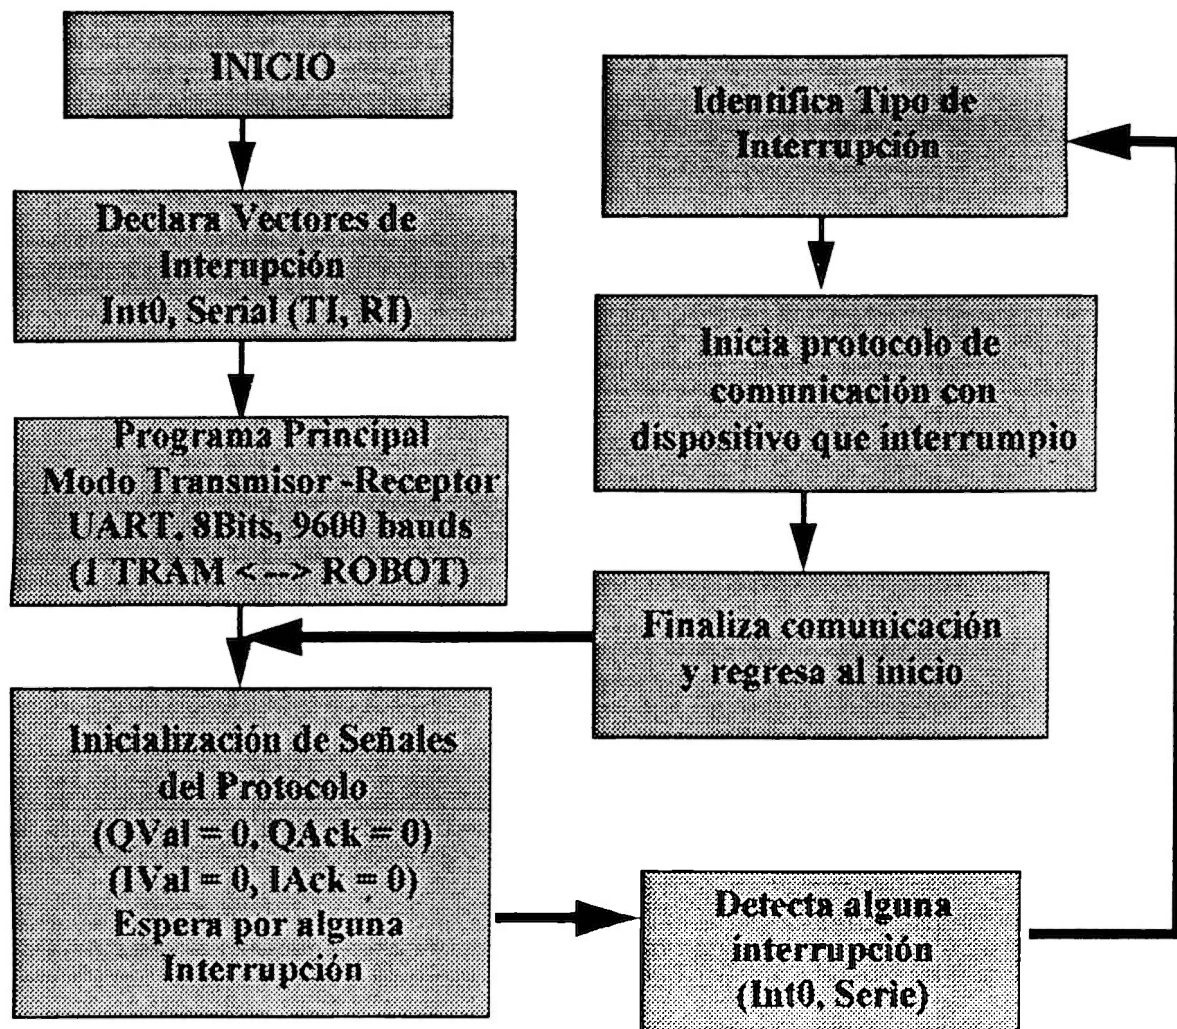 INICIO
Declara Vectores de
Interupción
Int0, Serial (TI, RI)
Programa Principal
Modo Transmisor -Receptor
UART, 8Bits, 9600 bauds
(1 TRAM < --> ROBOT)
Inicialización de Señales
del Protocolo
(QVal = 0, QAck = 0)
(IVal = 0, IAck = 0)
Espera por alguna
Interrupción
Detecta alguna
interrupción
(Int0, Serie)
Identifica Tipo de
Interrupción
Inicia protocolo de
comunicación con
dispositivo que interrumpio
Finaliza comunicación
y regresa al inicio